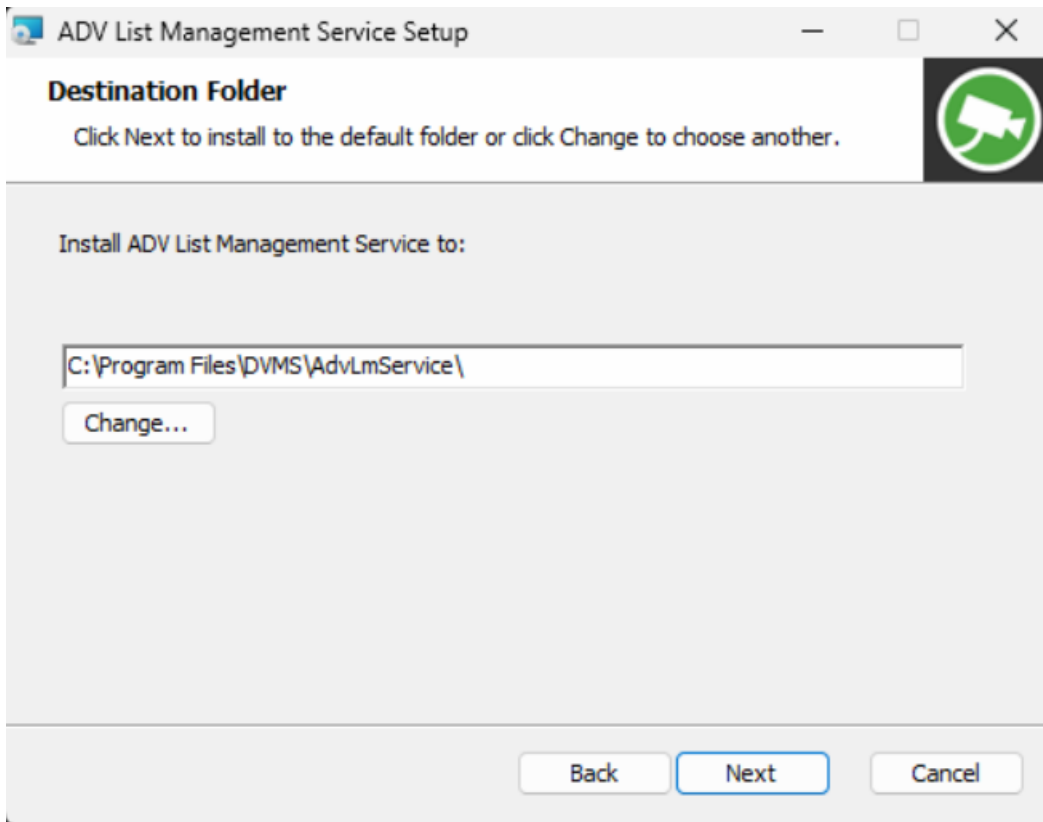 ADV List Management Service Setup
Destination Folder
Click Next to install to the default folder or click Change to choose another.
Install ADV List Management Service to:
C:\Program Files\DVMS\AdvLmService\
Change...
Back Next Cancel